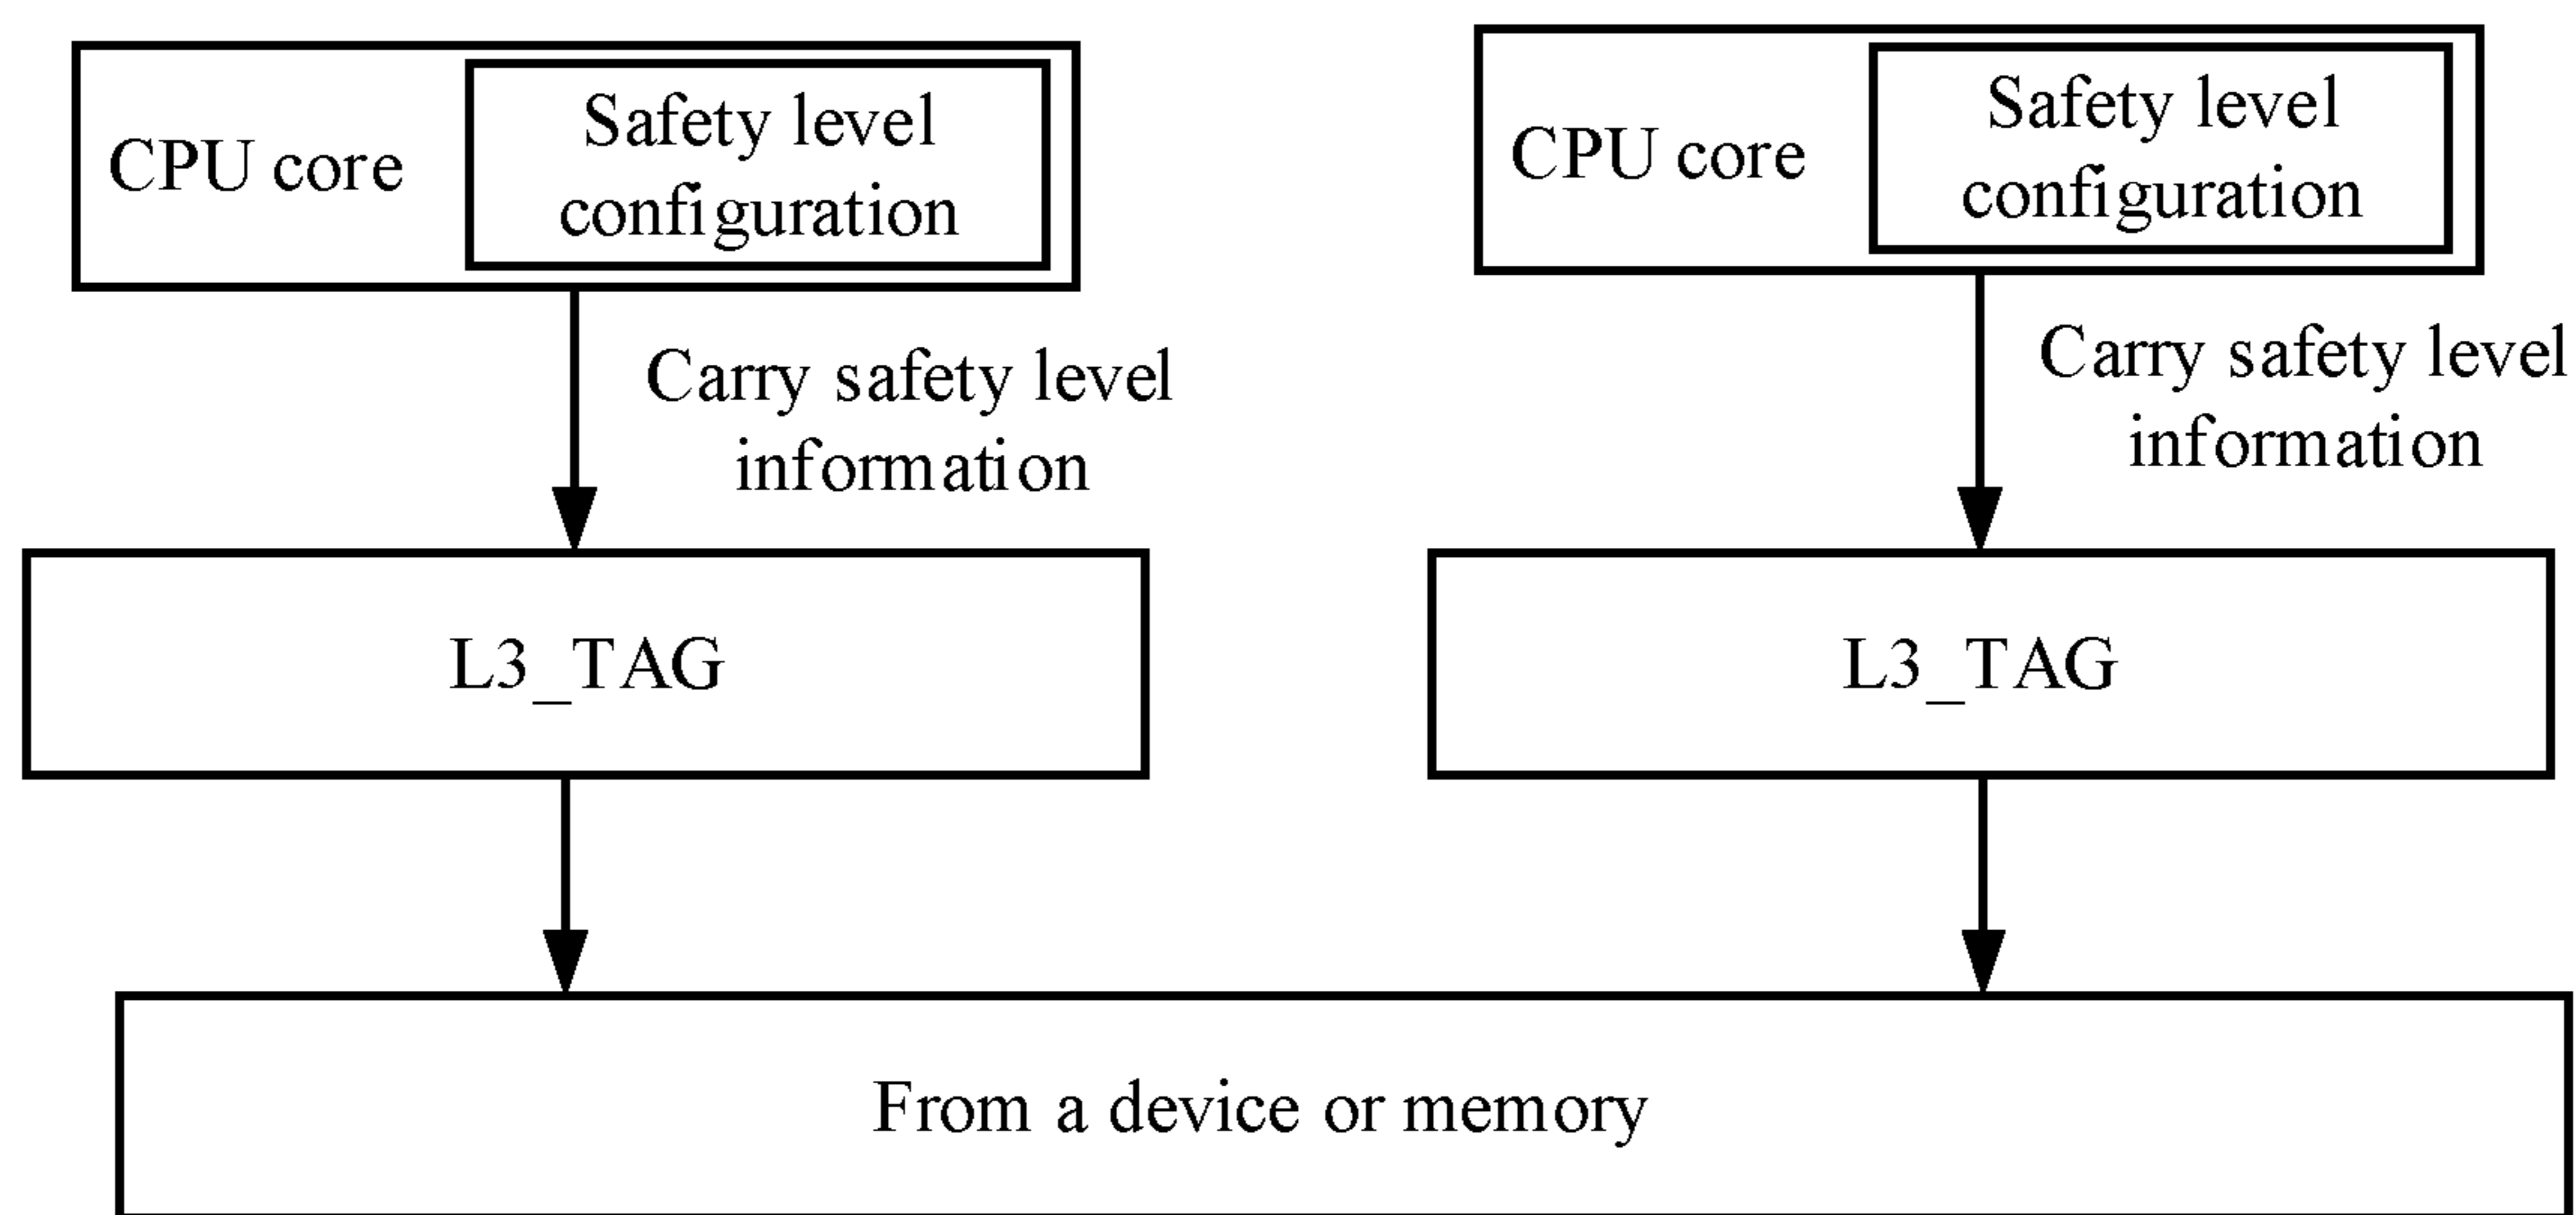 CPU core
Safety level
configuration
CPU core
Safety level
configuration
Carry safety level
information
Carry safety level
information
L3_TAG
L3_TAG
From a device or memory